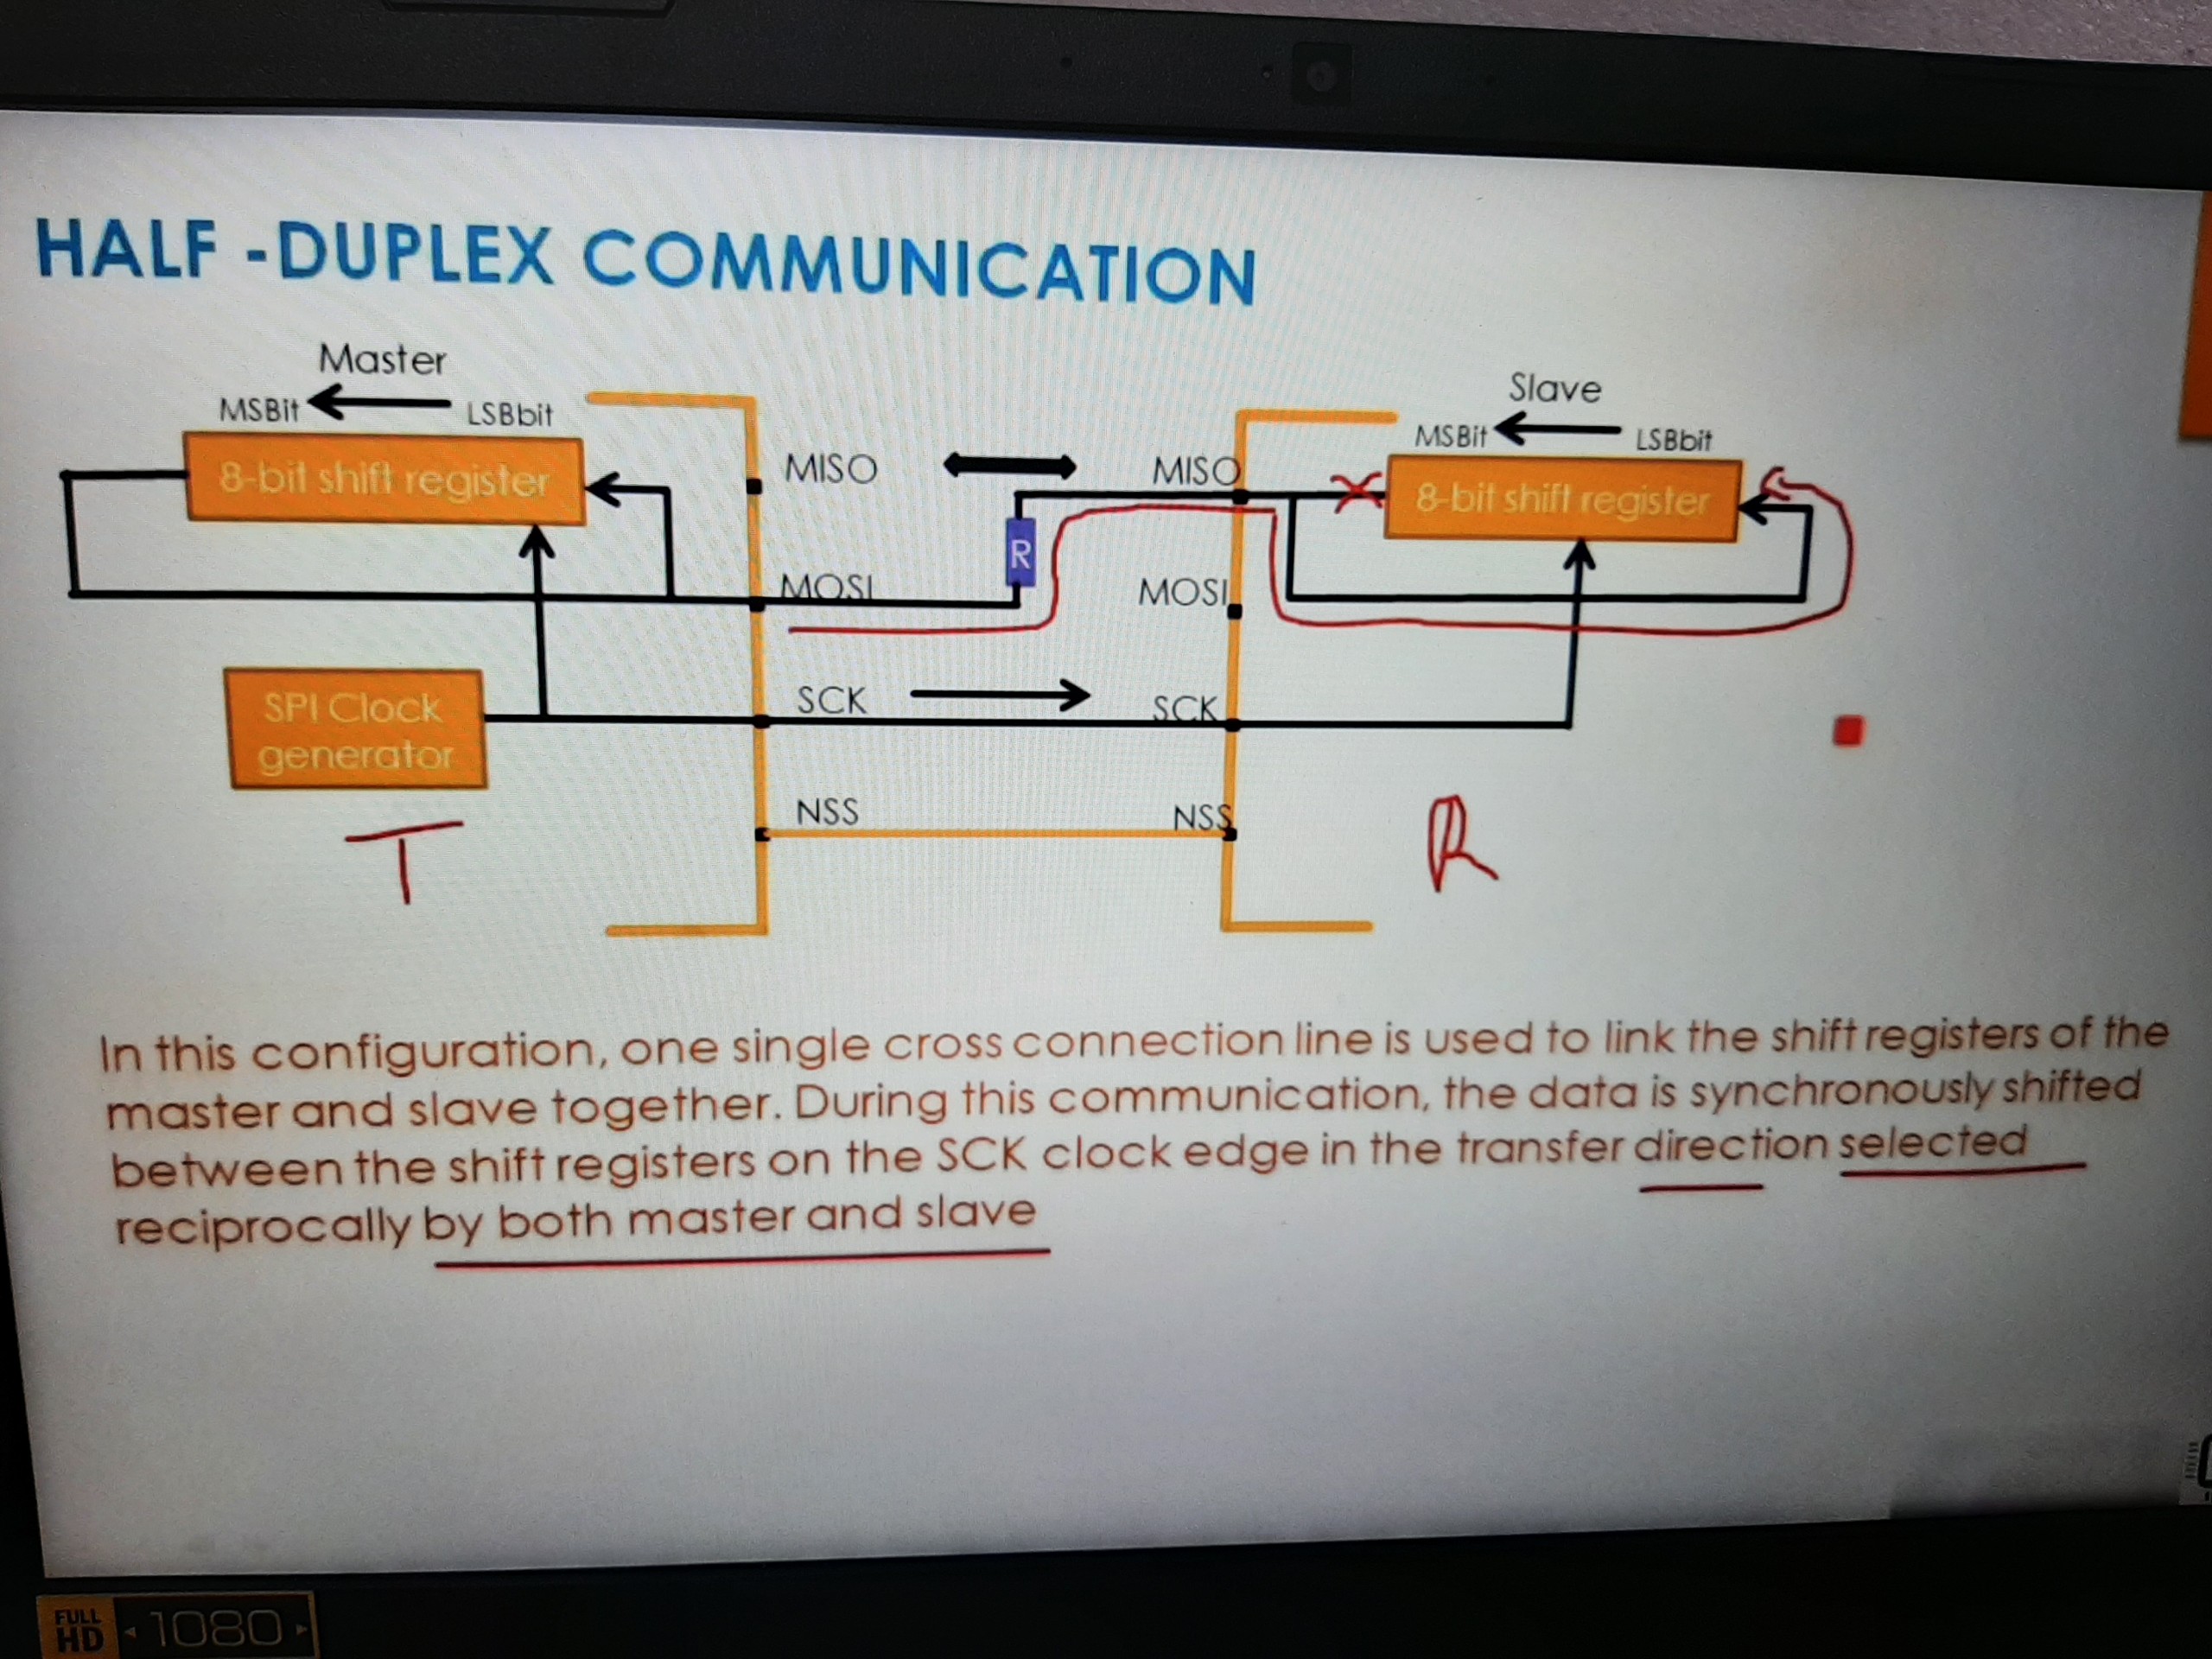 HALF -DUPLEX COMMUNICATION
Master
MSBit LSBbit
8-bit shift register
Slave
MSBit LSBbit
8-bit shift register
MISO MISO
R
MOSI MOSI
SCK SCK
SPI Clock
generator
NSS NSS
T
R
In this configuration, one single cross connection line is used to link the shift registers of the
master and slave together. During this communication, the data is synchronously shifted
between the shift registers on the SCK clock edge in the transfer direction selected
reciprocally by both master and slave
FULL
HD
1080